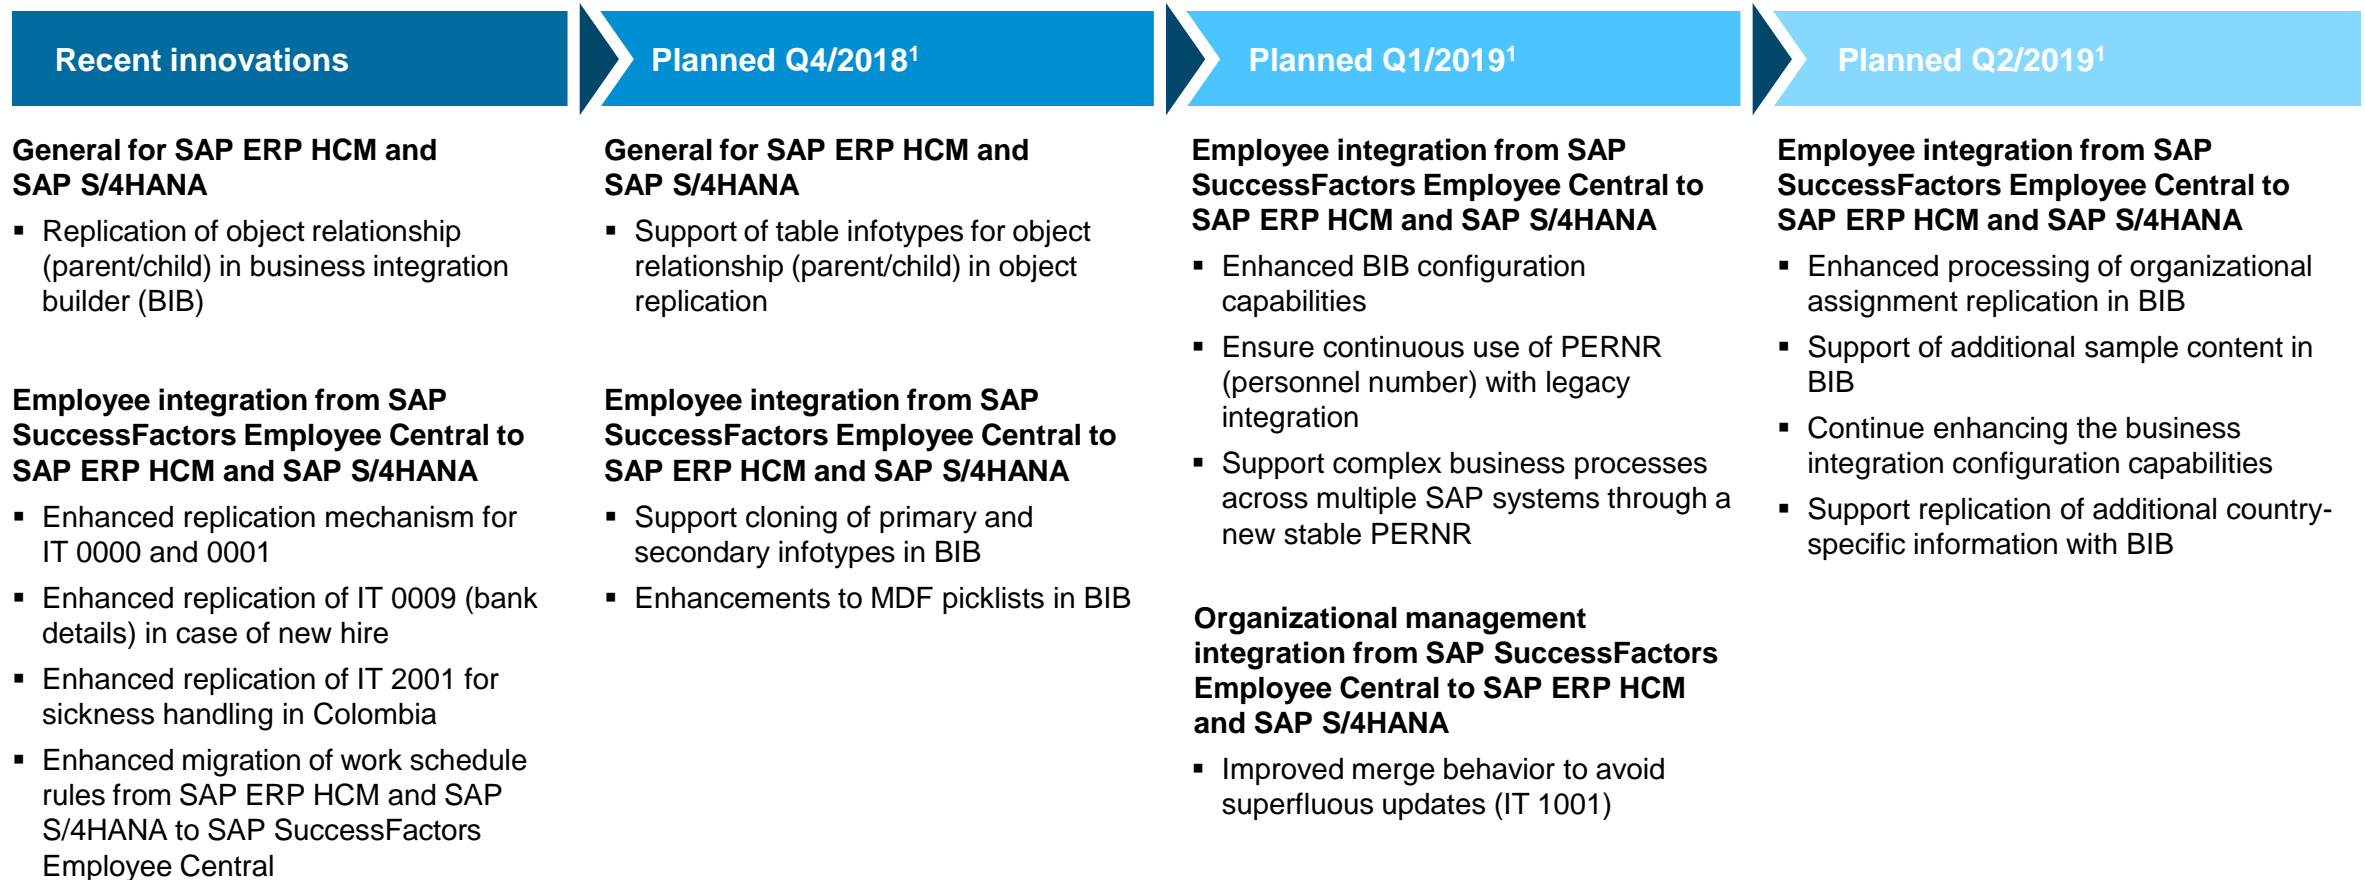 Recent innovations
General for SAP ERP HCM and
SAP S/4HANA
▪ Replication of object relationship
(parent/child) in business integration
builder (BIB)
Employee integration from SAP
SuccessFactors Employee Central to
SAP ERP HCM and SAP S/4HANA
▪ Enhanced replication mechanism for
IT 0000 and 0001
▪ Enhanced replication of IT 0009 (bank
details) in case of new hire
▪ Enhanced replication of IT 2001 for
sickness handling in Colombia
▪ Enhanced migration of work schedule
rules from SAP ERP HCM and SAP
S/4HANA to SAP SuccessFactors
Employee Central
Planned Q4/2018¹
General for SAP ERP HCM and
SAP S/4HANA
▪ Support of table infotypes for object
relationship (parent/child) in object
replication
Employee integration from SAP
SuccessFactors Employee Central to
SAP ERP HCM and SAP S/4HANA
▪ Support cloning of primary and
secondary infotypes in BIB
▪ Enhancements to MDF picklists in BIB
Planned Q1/2019¹
Employee integration from SAP
SuccessFactors Employee Central to
SAP ERP HCM and SAP S/4HANA
▪ Enhanced BIB configuration
capabilities
▪ Ensure continuous use of PERNR
(personnel number) with legacy
integration
▪ Support complex business processes
across multiple SAP systems through a
new stable PERNR
Organizational management
integration from SAP SuccessFactors
Employee Central to SAP ERP HCM
and SAP S/4HANA
▪ Improved merge behavior to avoid
superfluous updates (IT 1001)
Planned Q2/2019¹
Employee integration from SAP
SuccessFactors Employee Central to
SAP ERP HCM and SAP S/4HANA
▪ Enhanced processing of organizational
assignment replication in BIB
▪ Support of additional sample content in
BIB
▪ Continue enhancing the business
integration configuration capabilities
▪ Support replication of additional country-
specific information with BIB